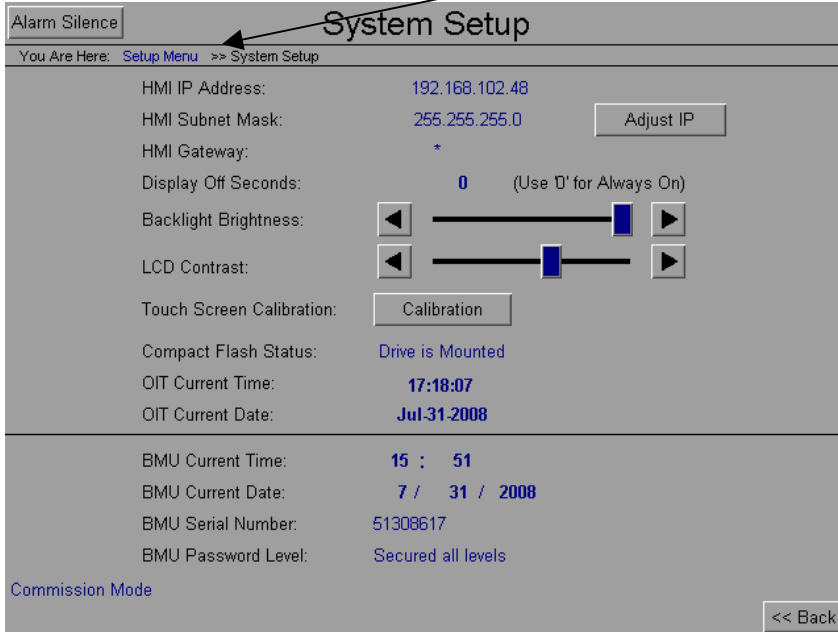 Alarm Silence
System Setup
You Are Here: Setup Menu >> System Setup
HMI IP Address: 192.168.102.48
HMI Subnet Mask: 255.255.255.0 Adjust IP
HMI Gateway: *
Display Off Seconds: 0 (Use '0' for Always On)
Backlight Brightness:
LCD Contrast:
Touch Screen Calibration: Calibration
Compact Flash Status: Drive is Mounted
OIT Current Time: 17:18:07
OIT Current Date: Jul-31-2008
BMU Current Time: 15 : 51
BMU Current Date: 7 / 31 / 2008
BMU Serial Number: 51308617
BMU Password Level: Secured all levels
Commission Mode
<< Back